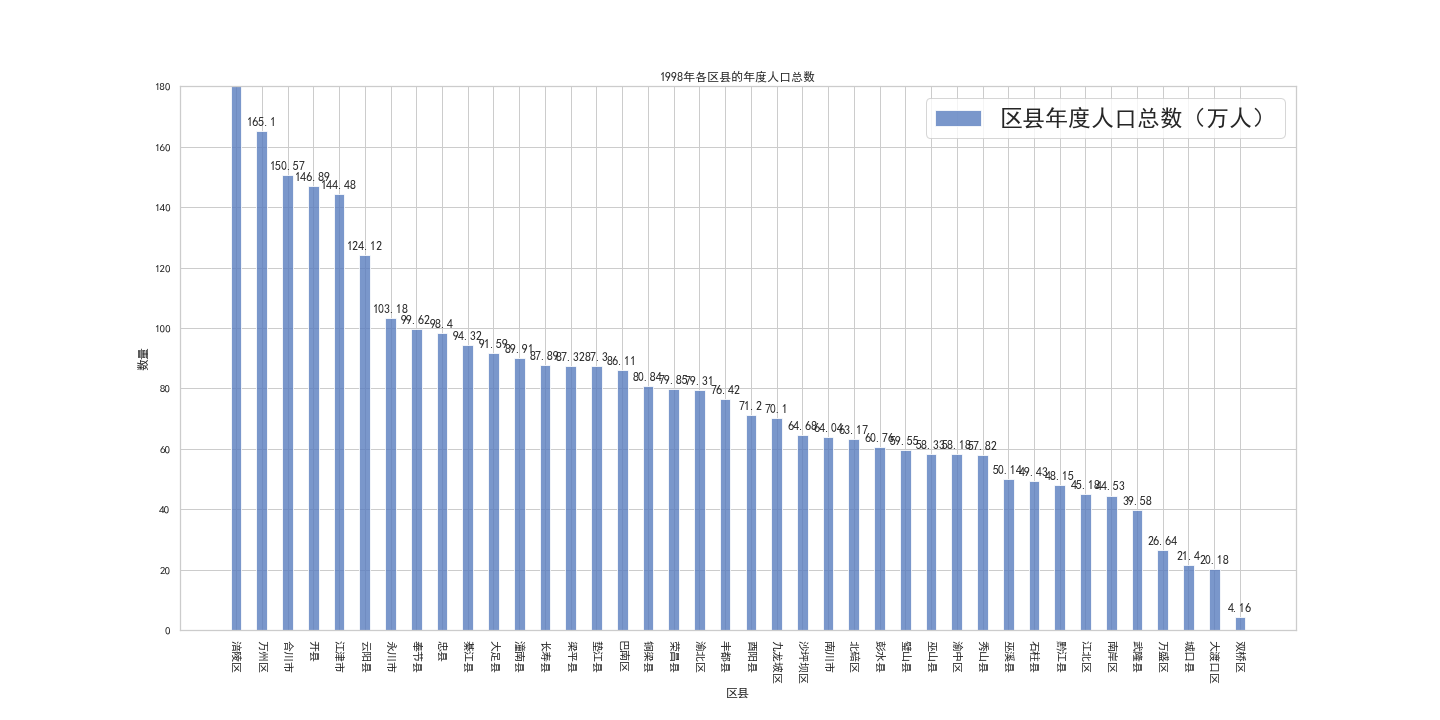 1998年各区县的年度人口总数
区县年度人口总数（万人）
数量
180
160
140
120
100
80
60
40
20
0
165.1
150.57
146.89
144.48
124.12
103.18
99.62
98.4
94.32
91.59
89.91
87.89
87.32
87.3
86.11
80.84
79.85
79.31
76.42
71.2
70.1
64.68
64.04
63.17
60.76
59.55
58.33
58.18
57.82
50.14
49.43
48.15
45.18
44.53
39.58
26.64
21.4
20.18
4.16
涪陵区
万州区
合川市
开县
江津市
云阳县
永川市
奉节县
忠县
綦江县
大足县
潼南县
长寿县
梁平县
垫江县
巴南区
铜梁县
荣昌县
渝北区
丰都县
酉阳县
九龙坡区
沙坪坝区
南川市
北碚区
彭水县
璧山县
巫山县
渝中区
秀山县
巫溪县
石柱县
黔江县
江北区
南岸区
武隆县
万盛区
城口县
大渡口区
双桥区
区县